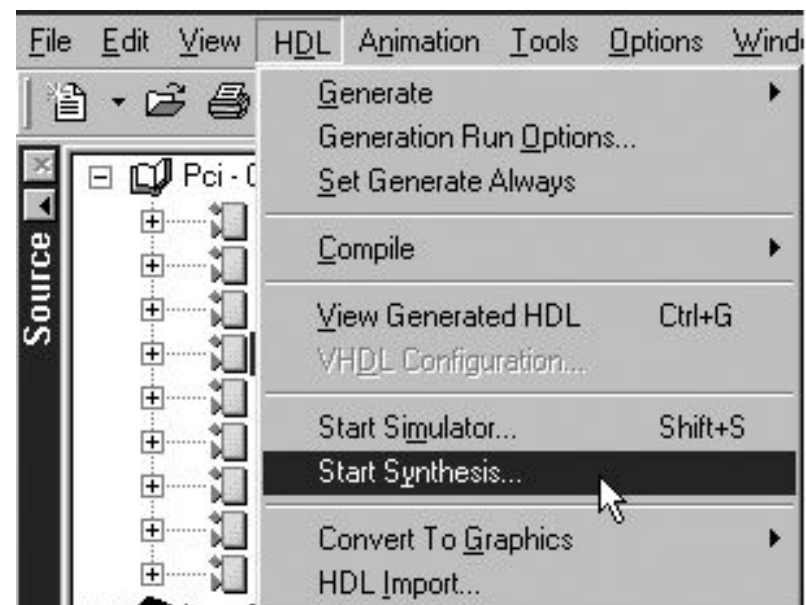 File Edit View HDL Animation Tools Options
Generate
Generation Run Options...
Set Generate Always
Pci -
Compile
Source
View Generated HDL Ctrl+G
VHDL Configuration...
Start Simulator... Shift+S
Start Synthesis...
Convert To Graphics
HDL Import...